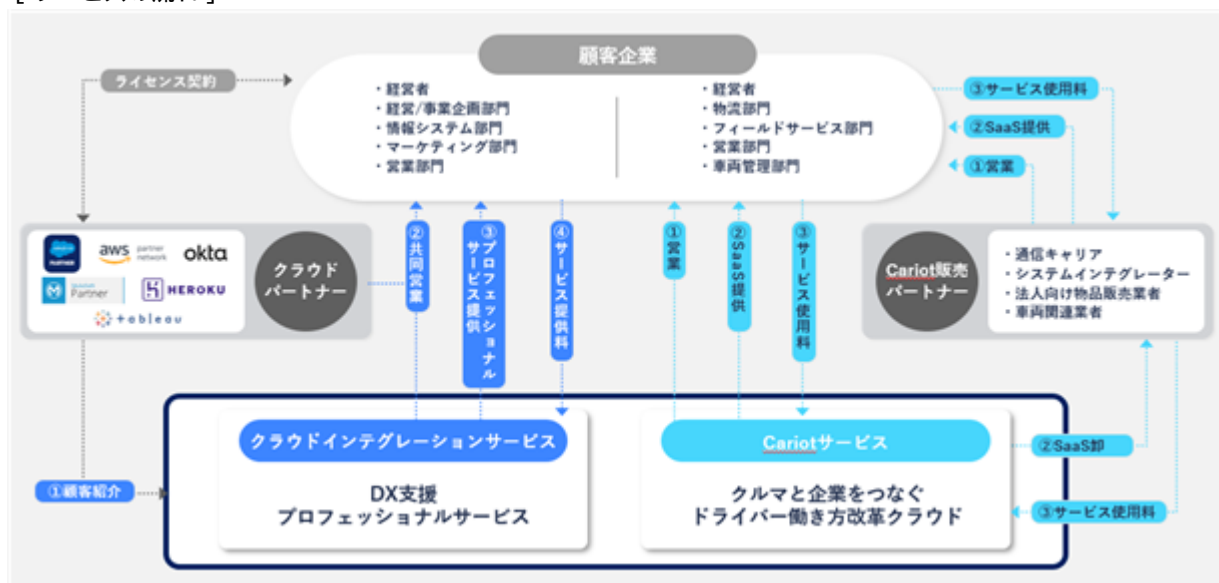 顧客企業
・経営者
・経営/事業企画部門
・情報システム部門
・マーケティング部門
・営業部門
・経営者
・物流部門
・フィールドサービス部門
・営業部門
・車両管理部門
ライセンス契約
③サービス使用料
②SaaS提供
①営業
aws partner network
okta
Partner
HEROKU
+ableau
クラウド
パートナー
②共同営業
③プロフェッショナル
サービス提供
④サービス提供料
①営業
②SaaS提供
③サービス使用料
Cariot販売
パートナー
・通信キャリア
・システムインテグレーター
・法人向け物品販売業者
・車両関連業者
クラウドインテグレーションサービス
DX支援
プロフェッショナルサービス
Cariotサービス
クルマと企業をつなぐ
ドライバー働き方改革クラウド
①顧客紹介
②SaaS卸
③サービス使用料